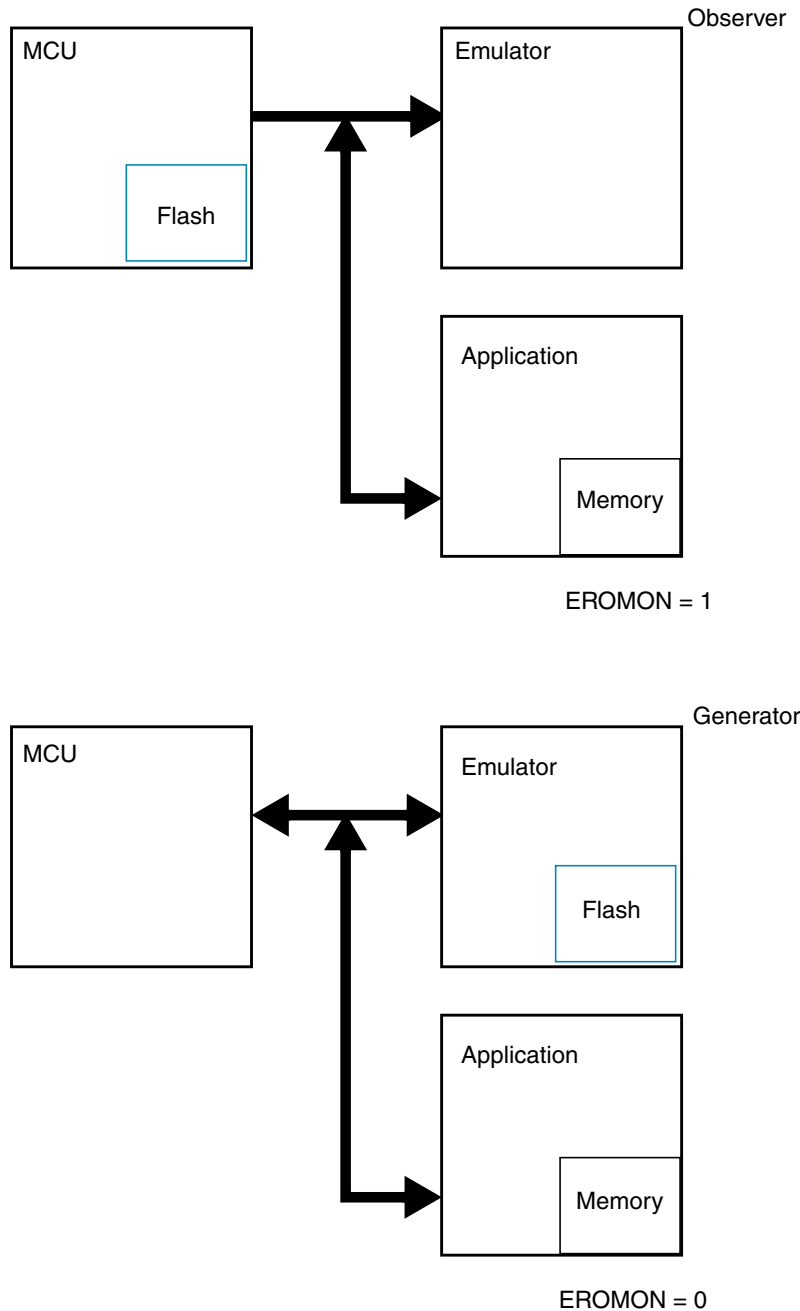 Observer
MCU
Emulator
Flash
Application
Memory
EROMON = 1
Generator
MCU
Emulator
Flash
Application
Memory
EROMON = 0